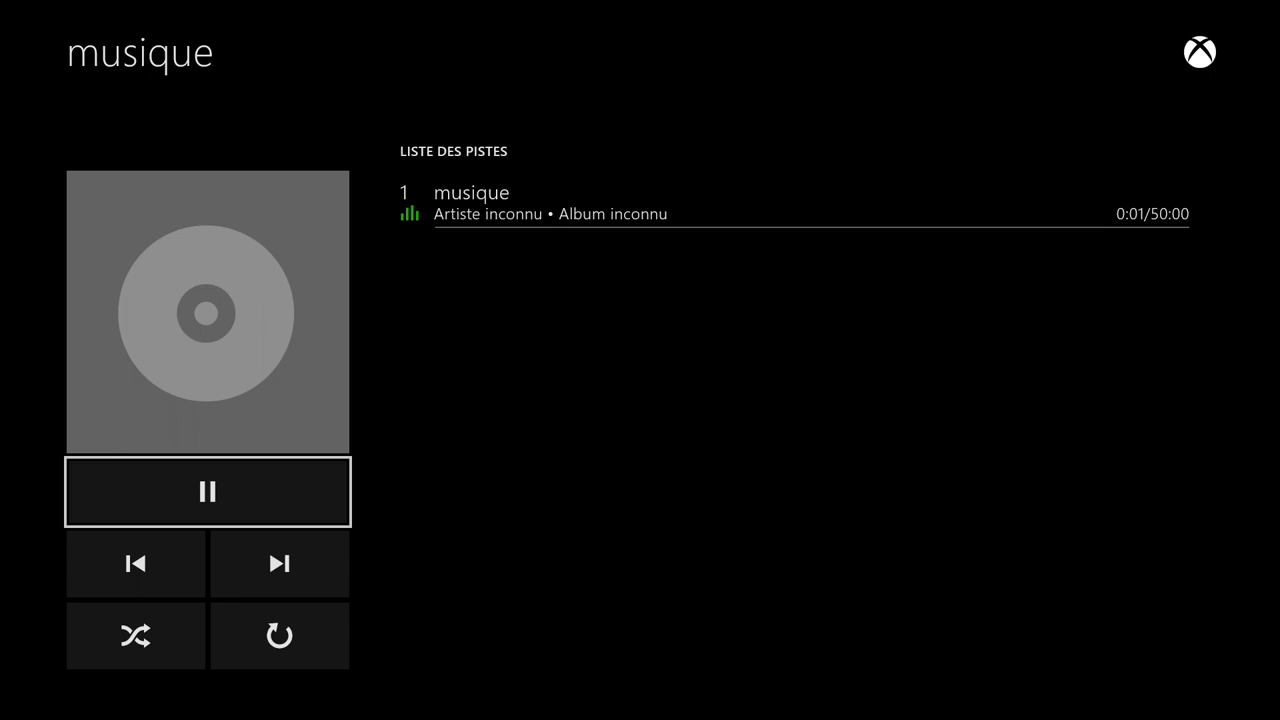 musique
LISTE DES PISTES
1 musique
Artiste inconnu • Album inconnu 0:01/50:00